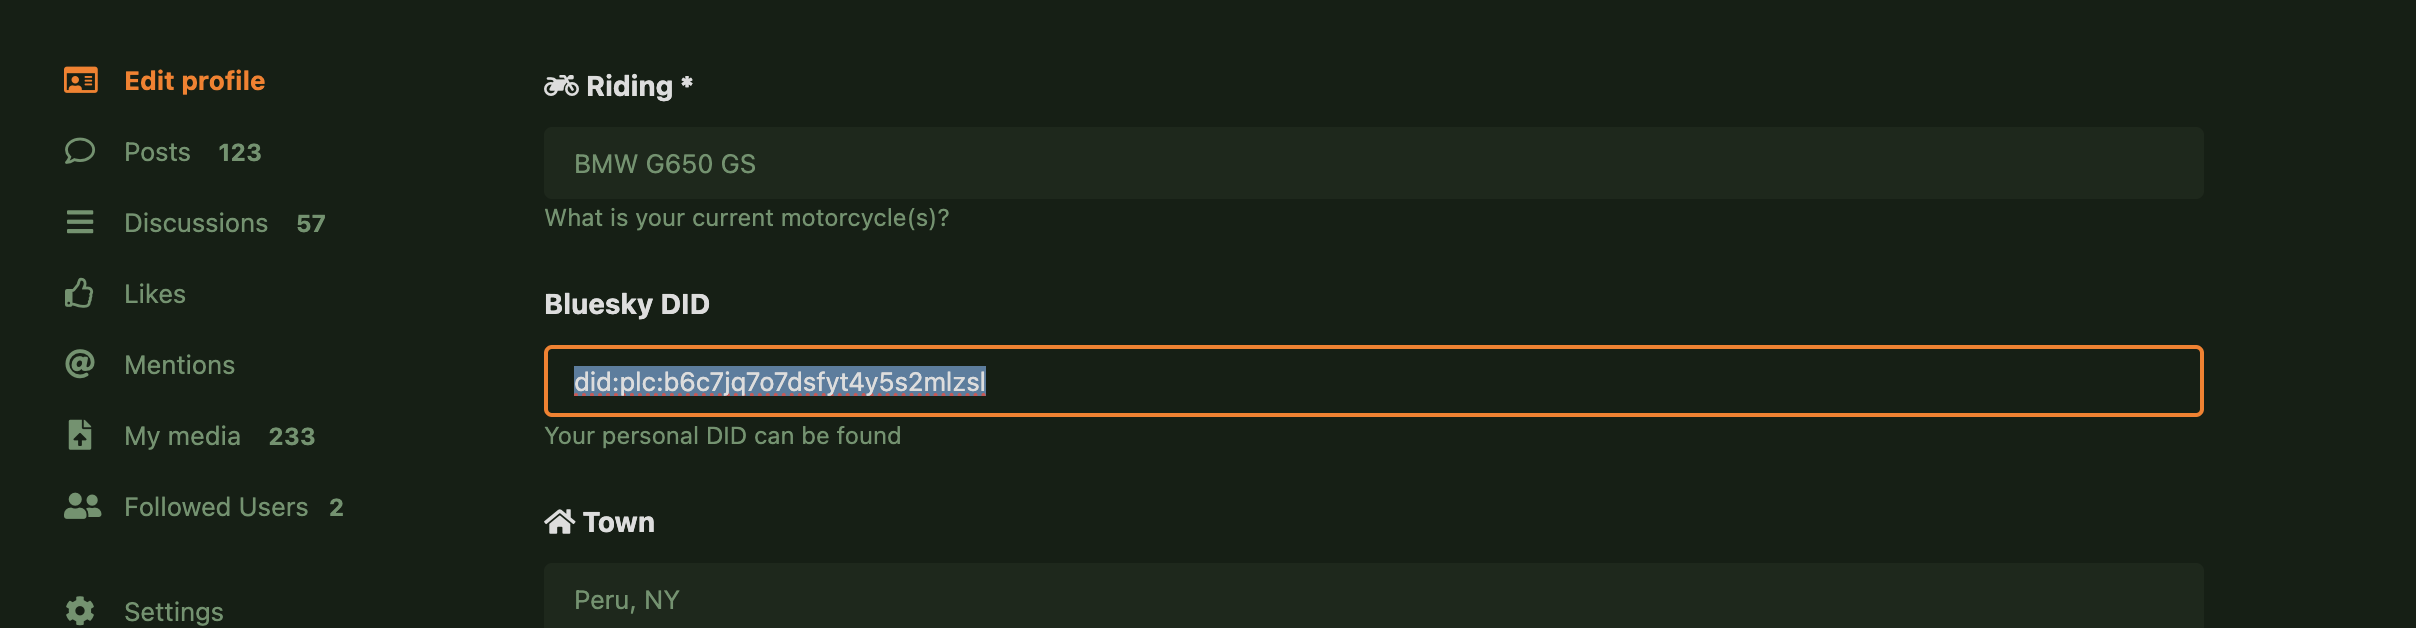 Edit profile
Posts 123
Discussions 57
Likes
Mentions
My media 233
Followed Users 2
Settings
Riding *
BMW G650 GS
What is your current motorcycle(s)?
Bluesky DID
did:plc:b6c7jq7o7dsfyt4y5s2mlzsl
Your personal DID can be found
Town
Peru, NY